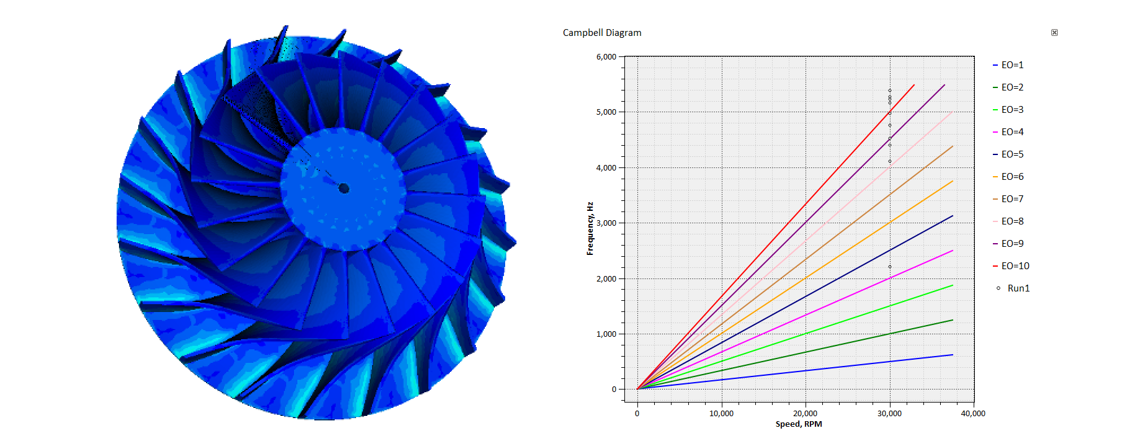 Campbell Diagram
6,000
5,000
4,000
3,000
2,000
1,000
0
Frequency, Hz
0 10,000 20,000 30,000 40,000
Speed, RPM
EO=1
EO=2
EO=3
EO=4
EO=5
EO=6
EO=7
EO=8
EO=9
EO=10
Run1